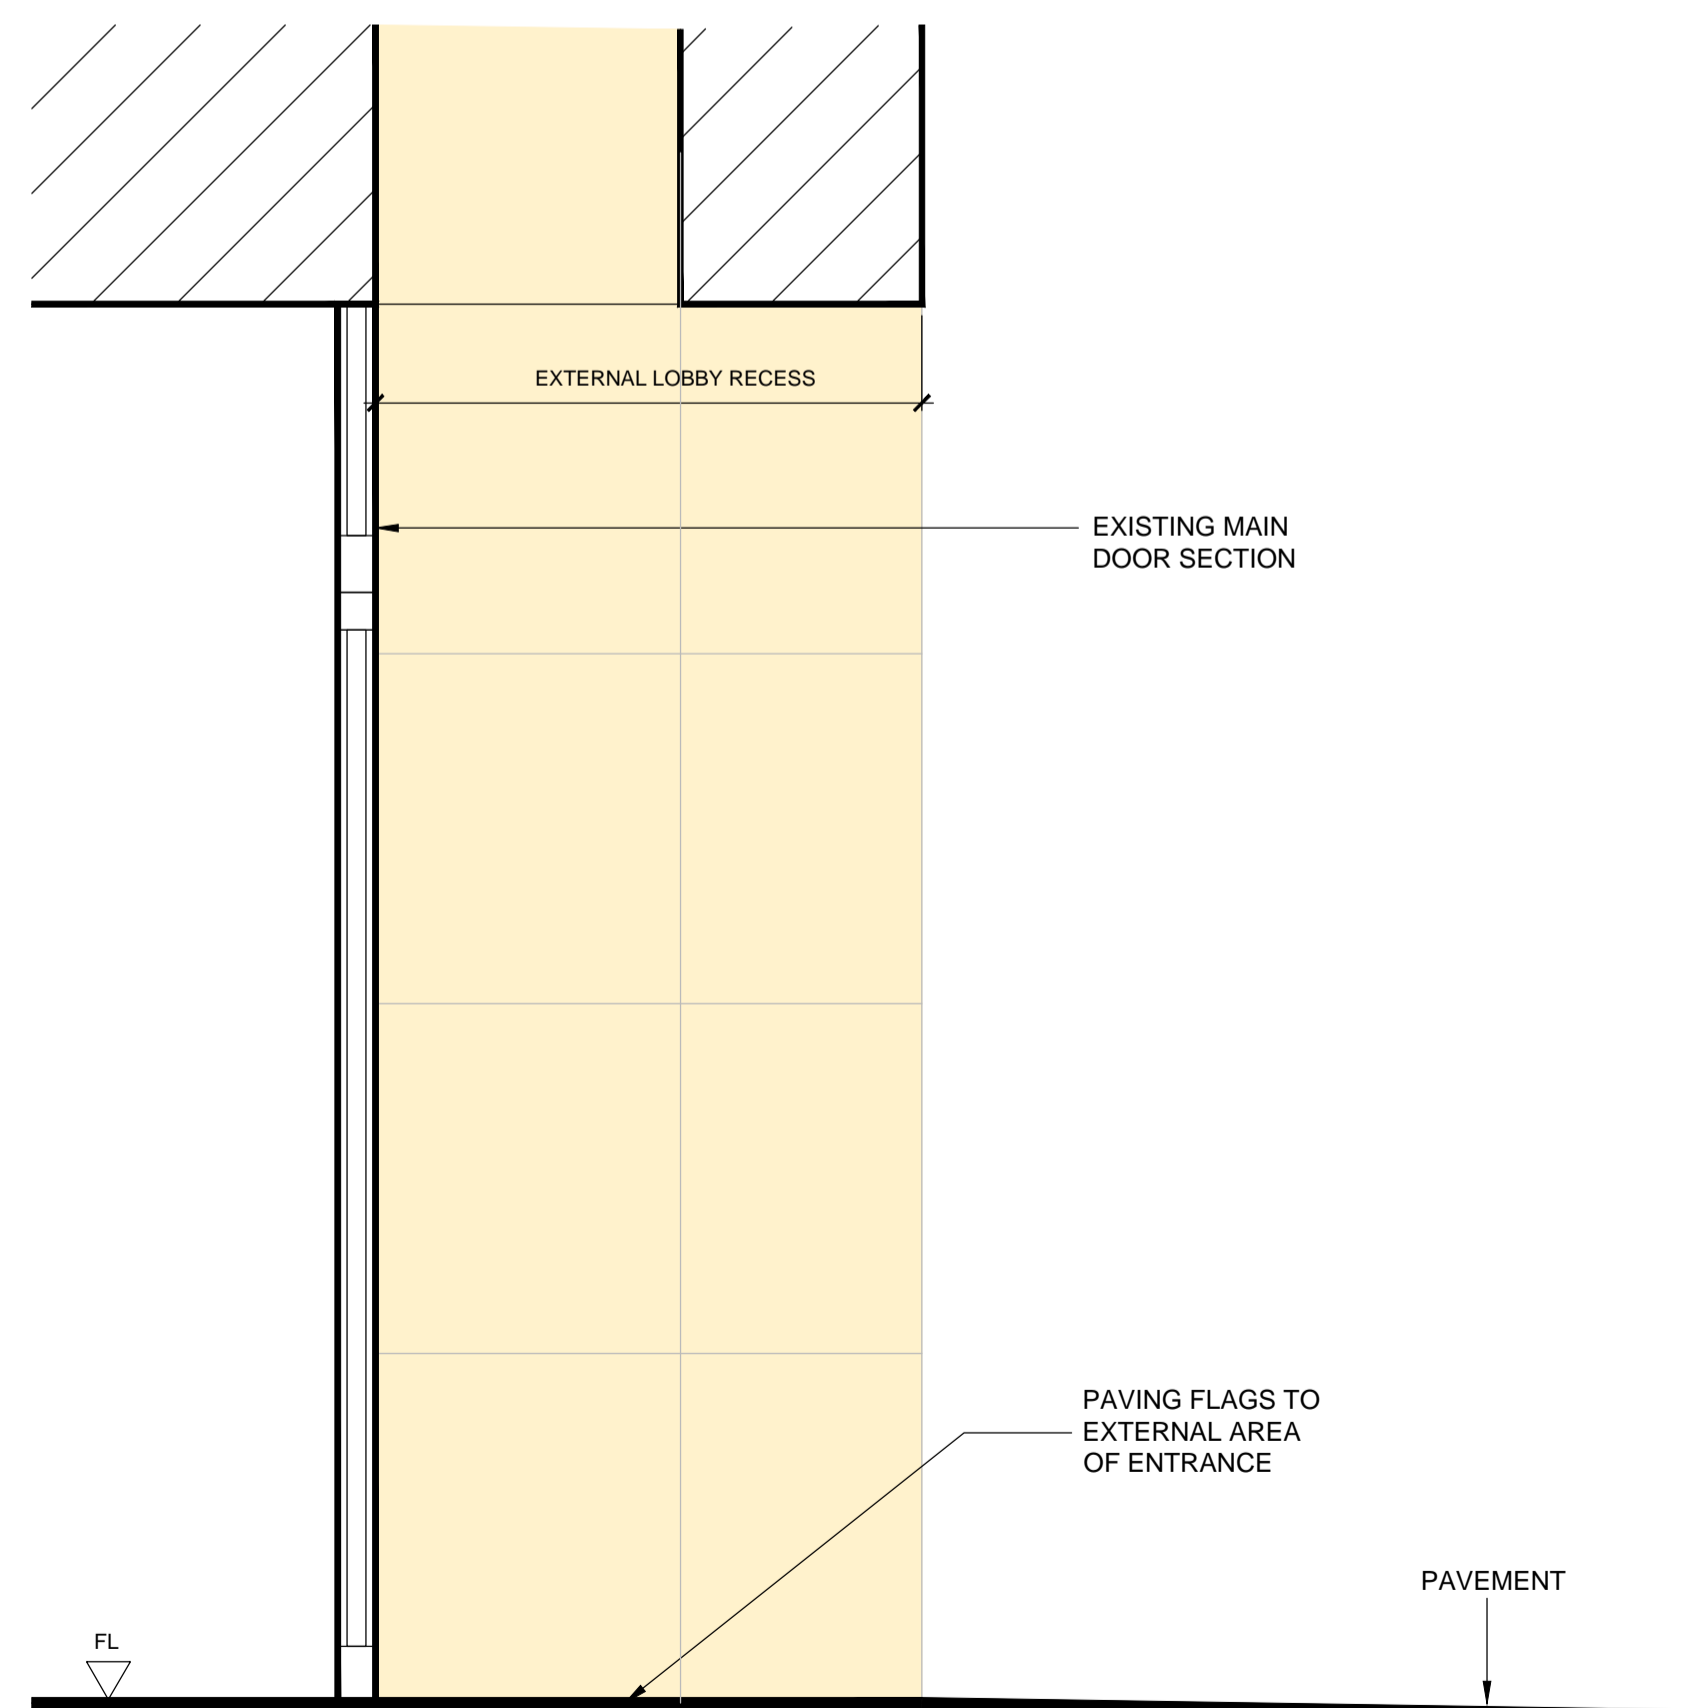 EXTERNAL LOBBY RECESS
EXISTING MAIN
DOOR SECTION
PAVING FLAGS TO
EXTERNAL AREA
OF ENTRANCE
PAVEMENT
FL